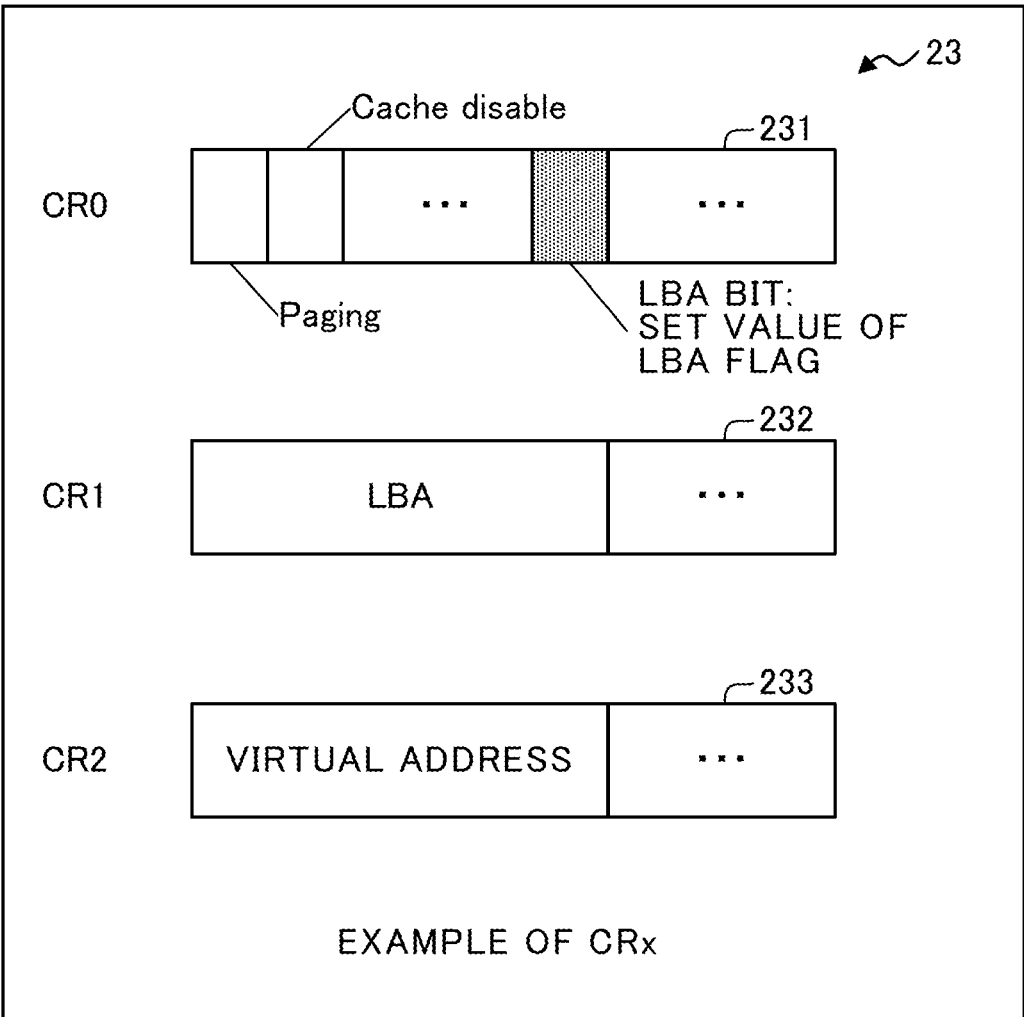 23
Cache disable
231
CR0
...
...
Paging
LBA BIT:
SET VALUE OF
LBA FLAG
232
CR1
LBA
...
233
CR2
VIRTUAL ADDRESS
...
EXAMPLE OF CRx